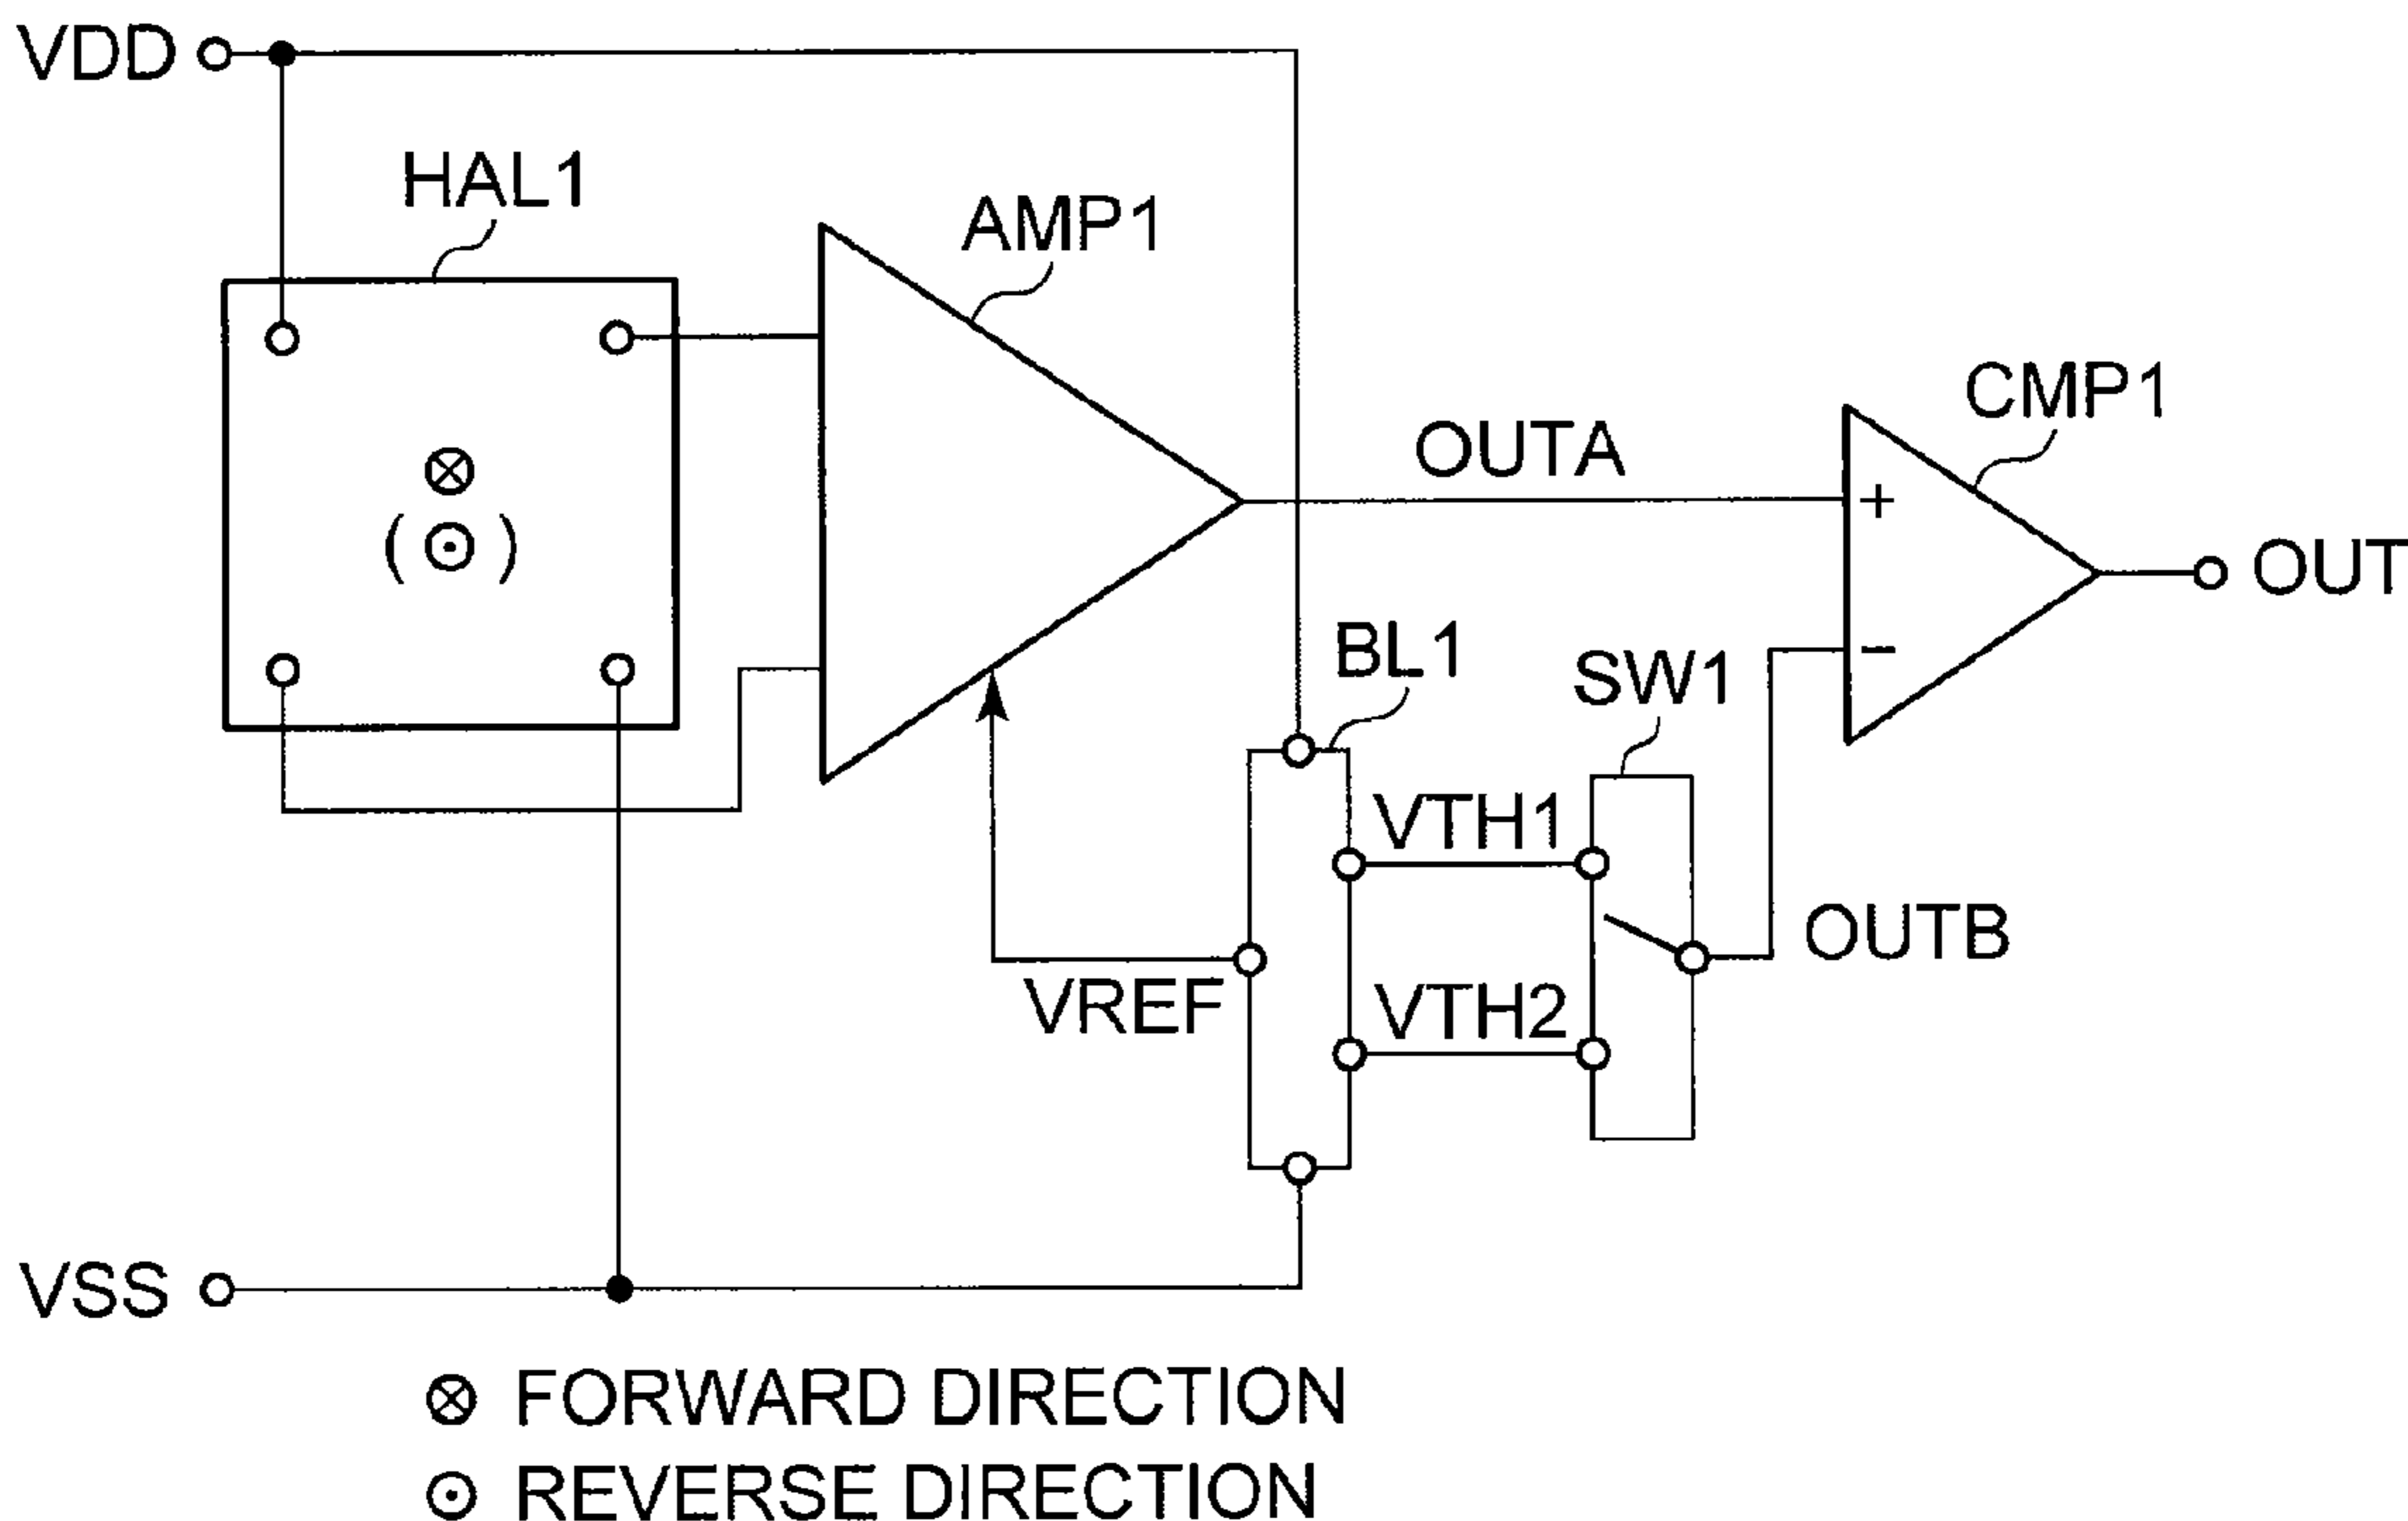 VDD
HAL1
AMP1
CMP1
OUTA
+
OUT
BL1
SW1
−
VTH1
OUTB
VREF
VTH2
VSS
FORWARD DIRECTION
REVERSE DIRECTION